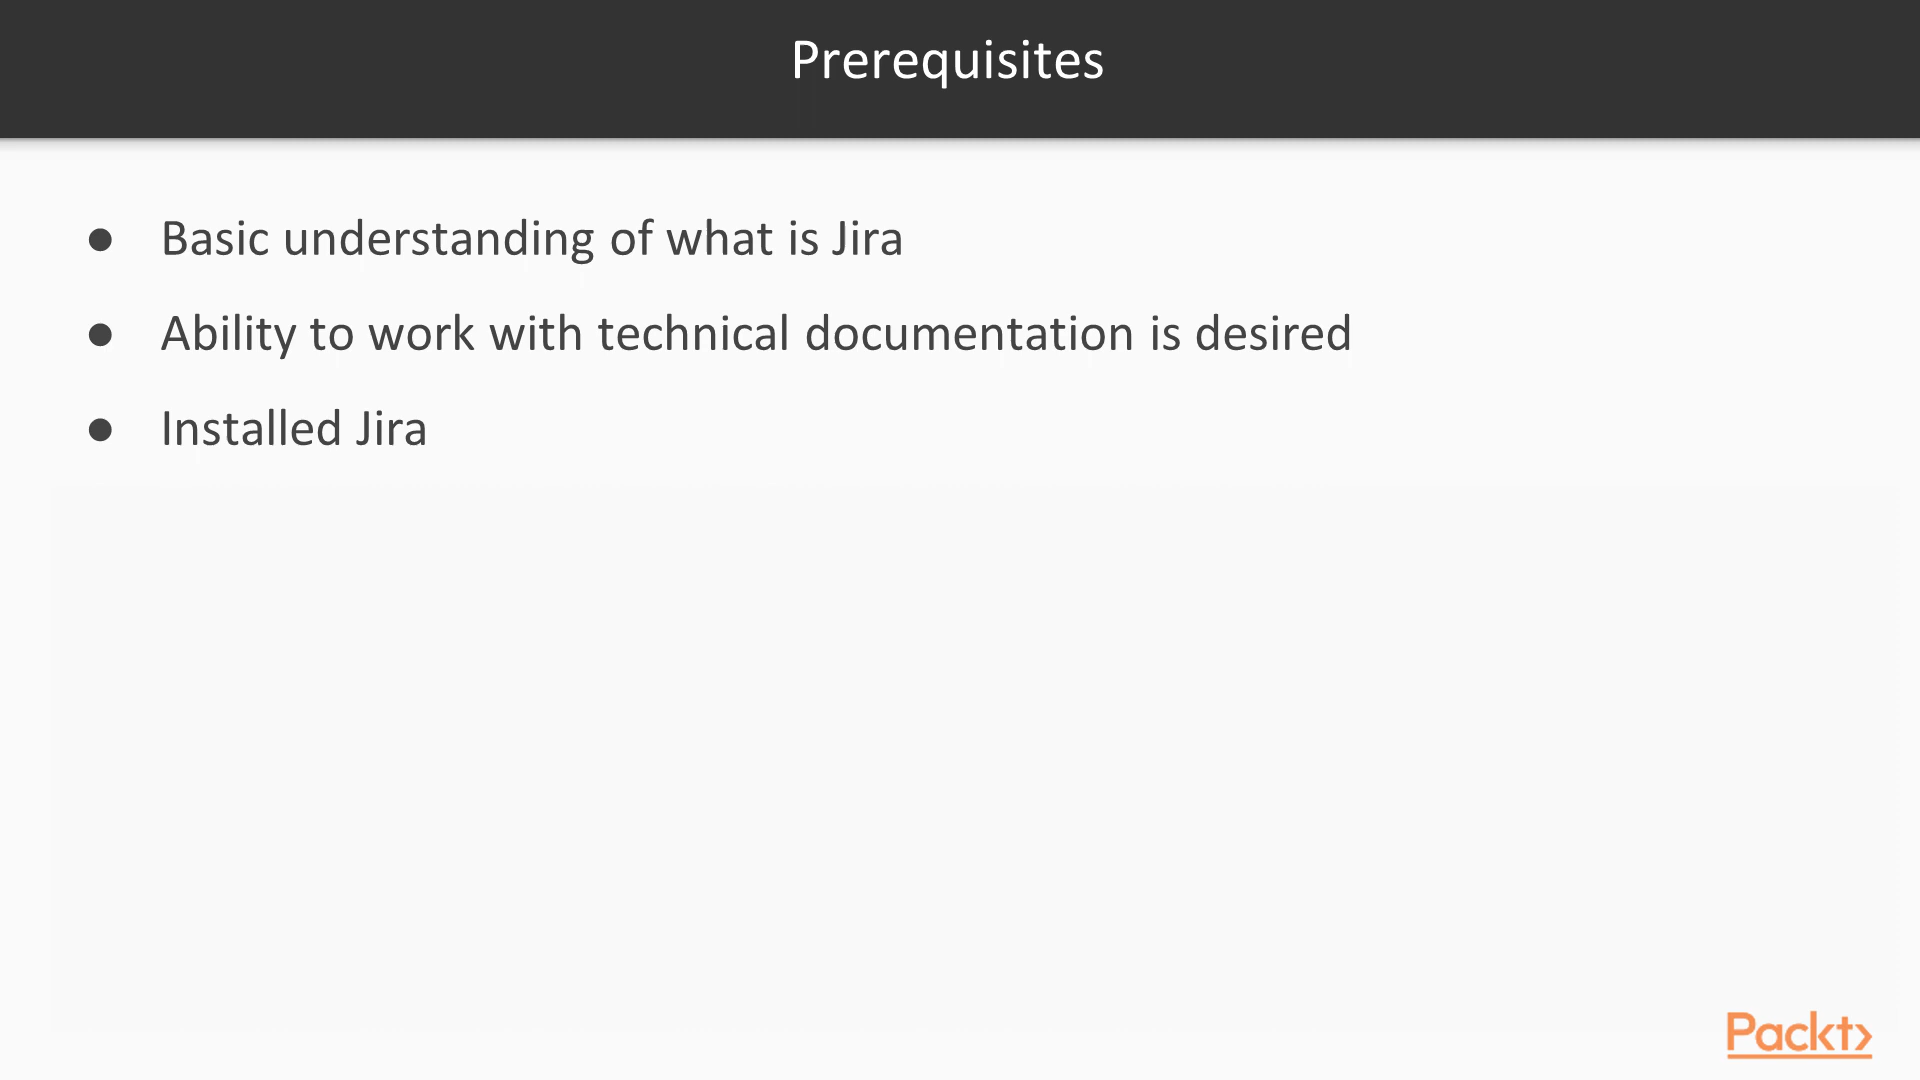 Prerequisites
● Basic understanding of what is Jira
● Ability to work with technical documentation is desired
● Installed Jira
Packt>